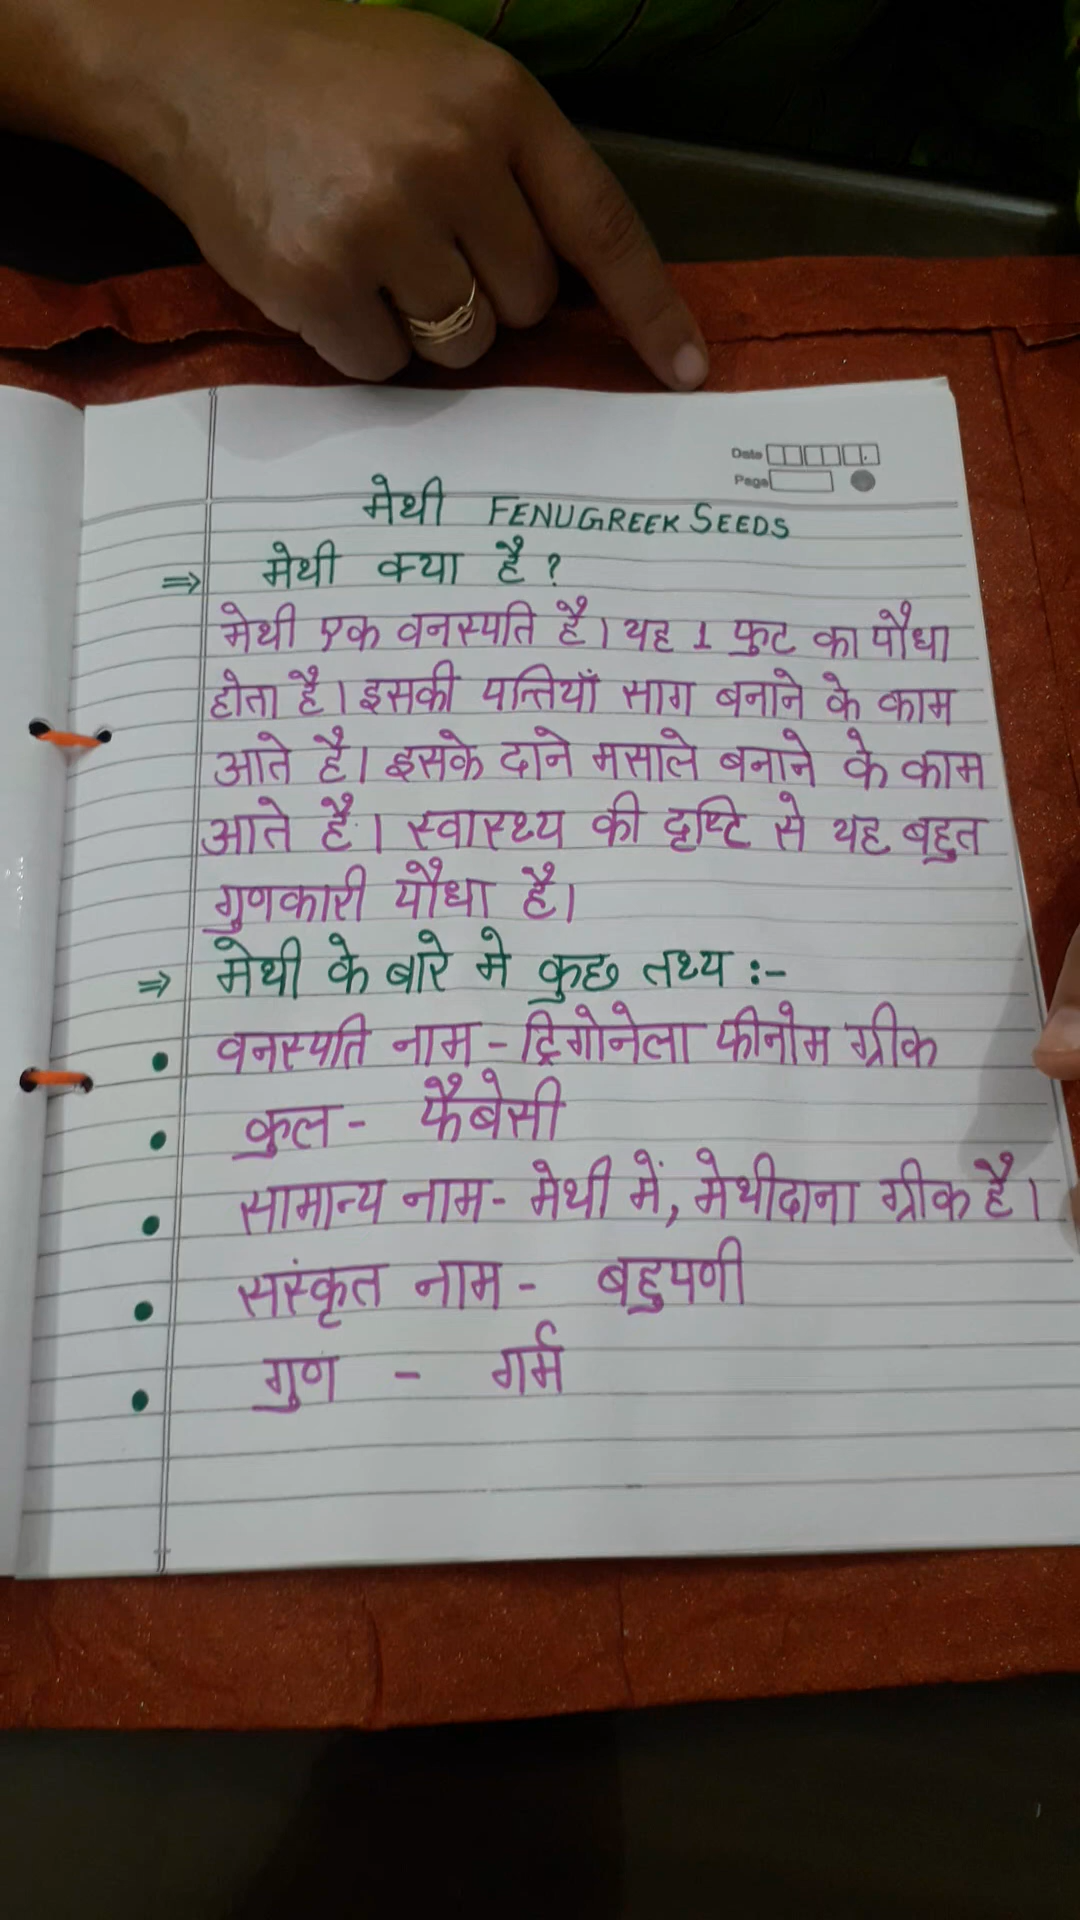 Date
Page
मेथी FENUGREEK SEEDS
⇒ मेथी क्या है ?
मेथी एक वनस्पति है। यह 1 फुट का पौधा
होता है। इसकी पत्तियाँ साग बनाने के काम
आते है। इसके दाने मसाले बनाने के काम
आते है। स्वास्थ्य की दृष्टि से यह बहुत
गुणकारी पौधा है।
⇒ मेथी के बारे मे कुछ तथ्य :-
• वनस्पति नाम - ट्रिगोनेला फीनोम ग्रीक
• कुल - फैबेसी
• सामान्य नाम - मेथी में, मेथीदाना ग्रीक है।
• संस्कृत नाम - बहुपणी
• गुण - गर्म